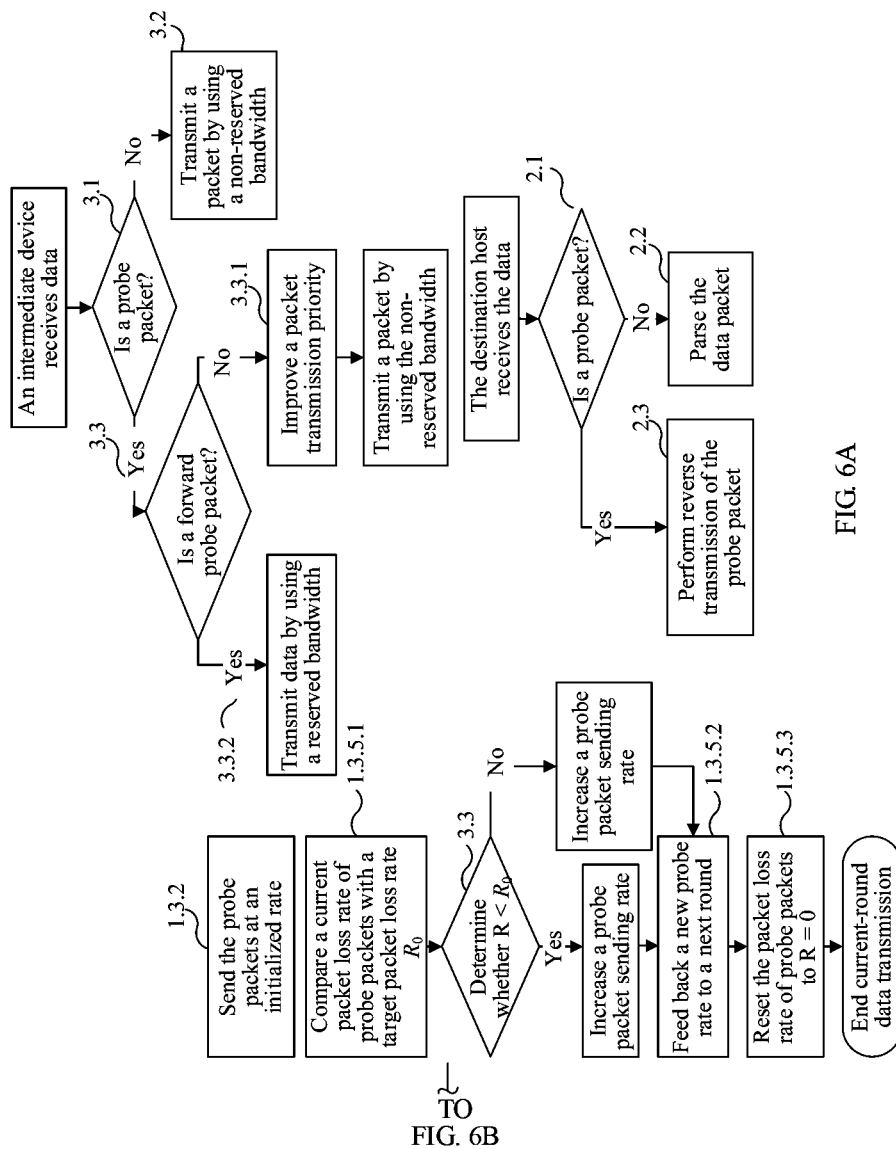 An intermediate device
receives data
3.1
Is a probe
packet?
No
3.2
Transmit a
packet by using
a non-reserved
bandwidth
3.3
Yes
Is a forward
probe packet?
No
3.3.1
Improve a packet
transmission priority
Transmit a packet by
using the non-
reserved bandwidth
Yes
3.3.2
Transmit data by using
a reserved bandwidth
The destination host
receives the data
2.1
Is a probe packet?
No
2.2
Parse the
data packet
Yes
2.3
Perform reverse
transmission of the
probe packet
1.3.2
Send the probe
packets at an
initialized rate
1.3.5.1
Compare a current
packet loss rate of
probe packets with a
target packet loss rate
R₀
3.3
Determine
whether R < R₀
No
Increase a probe
packet sending
rate
Yes
Increase a probe
packet sending rate
1.3.5.2
Feed back a new probe
rate to a next round
1.3.5.3
Reset the packet loss
rate of probe packets
to R = 0
End current-round
data transmission
TO
FIG. 6B
FIG. 6A